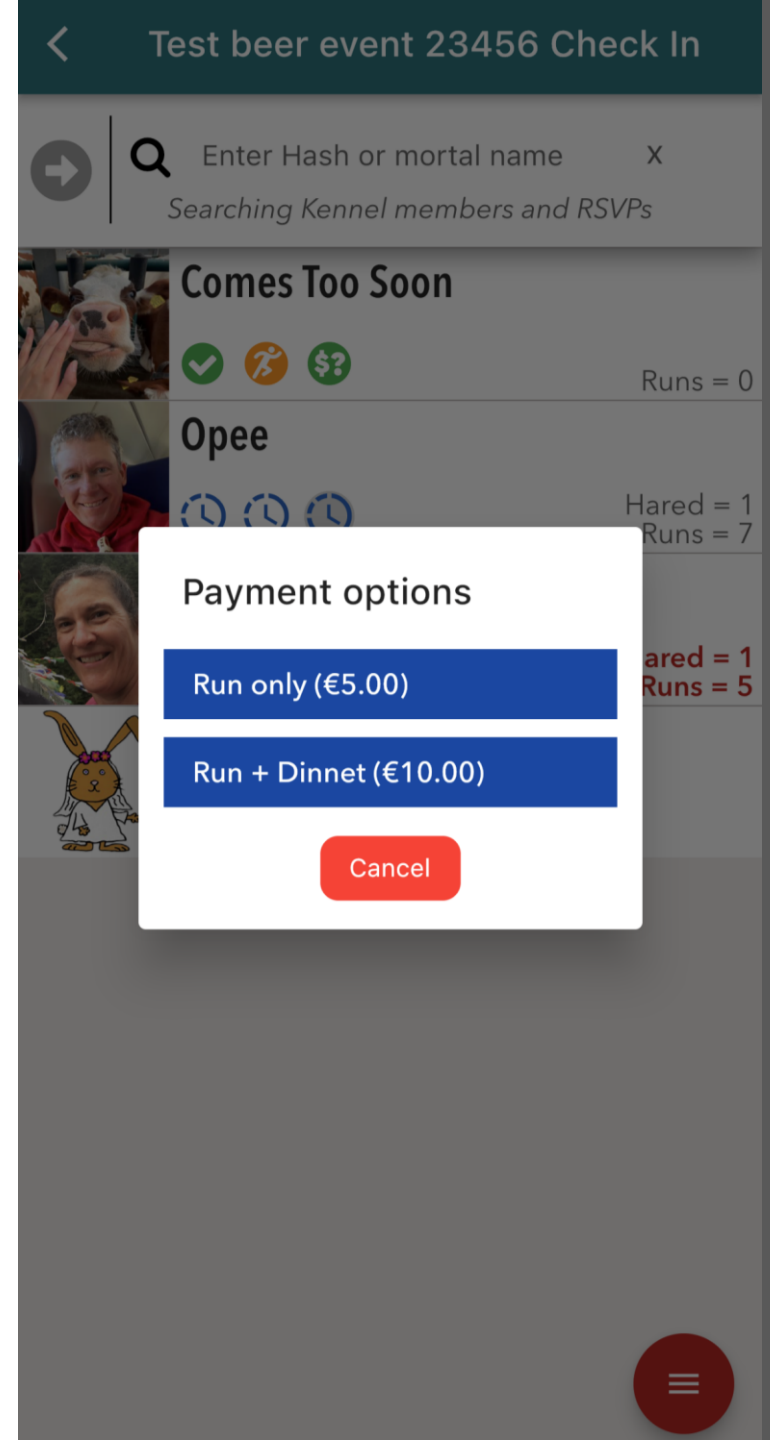 Test beer event 23456 Check In
Enter Hash or mortal name x
Searching Kennel members and RSVPs
Comes Too Soon
$?
Runs = 0
Opee
Hared = 1
Runs = 7
Payment options
ared = 1
Run only (€5.00)
Runs = 5
Run + Dinnet (€10.00)
Cancel